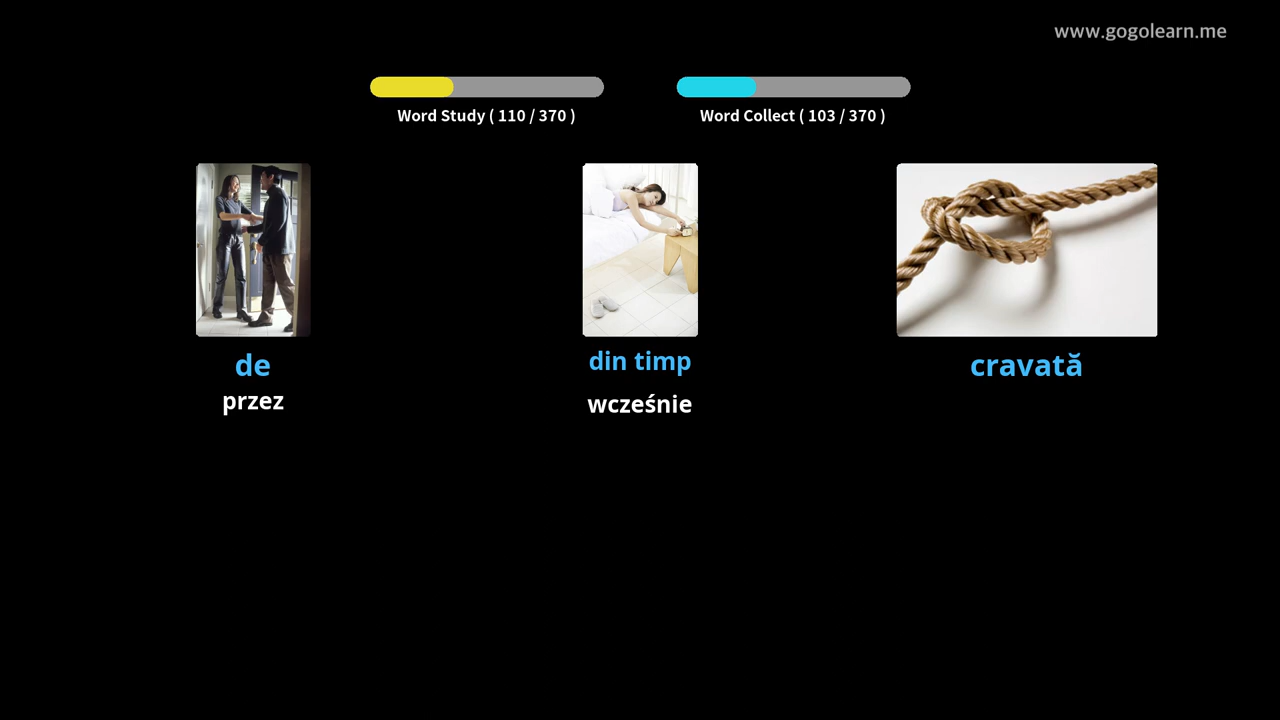 www.gogolearn.me
Word Study ( 110 / 370 )
Word Collect ( 103 / 370 )
de
din timp
cravată
przez
wcześnie